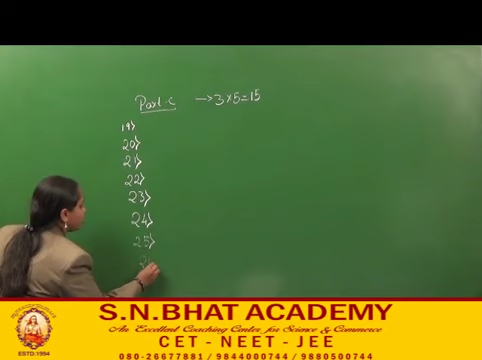 Part-C → 3×5=15
19>
20>
21>
22>
23>
24>
25>
S.N.BHAT ACADEMY
An Excellent Coaching Center for Science & Commerce
CET - NEET - JEE
ESTD.1994
080-26677881 / 9844000744 / 9880500744